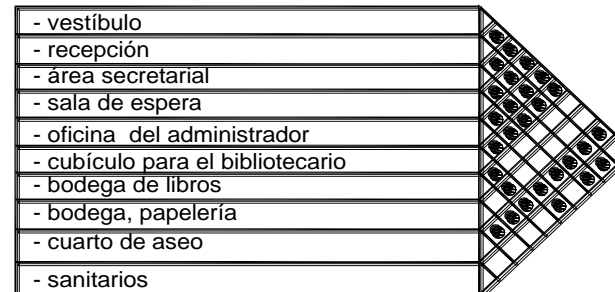 - vestíbulo
- recepción
- área secretarial
- sala de espera
- oficina del administrador
- cubículo para el bibliotecario
- bodega de libros
- bodega, papelería
- cuarto de aseo
- sanitarios